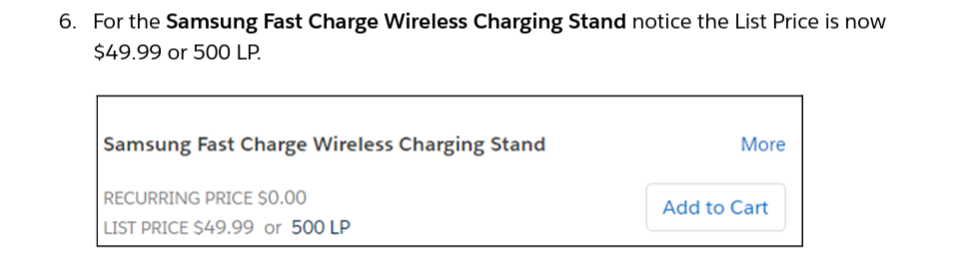 6. For the Samsung Fast Charge Wireless Charging Stand notice the List Price is now
$49.99 or 500 LP.
Samsung Fast Charge Wireless Charging Stand
More
RECURRING PRICE $0.00
Add to Cart
LIST PRICE $49.99 or 500 LP